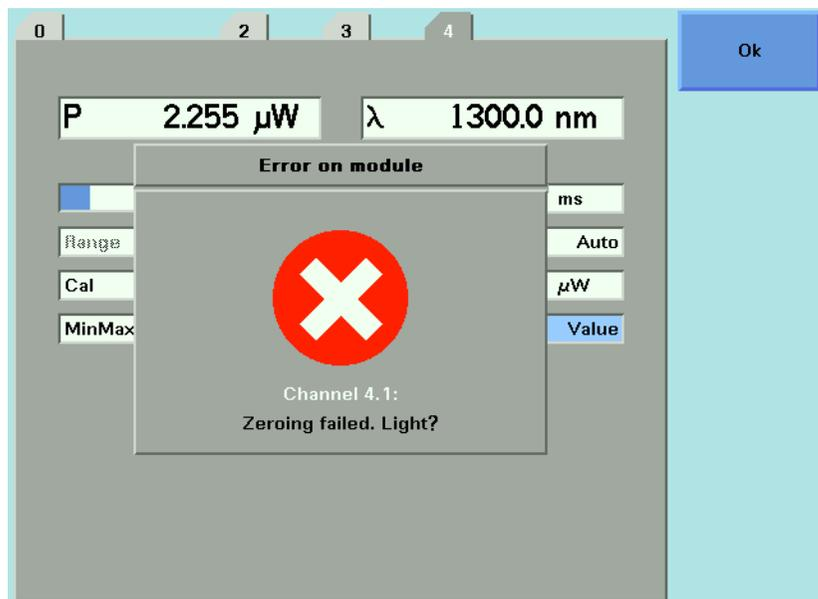 0 2 3 4
Ok
P 2.255 µW λ 1300.0 nm
Error on module
ms
Range Auto
Cal µW
MinMax Value
Channel 4.1:
Zeroing failed. Light?